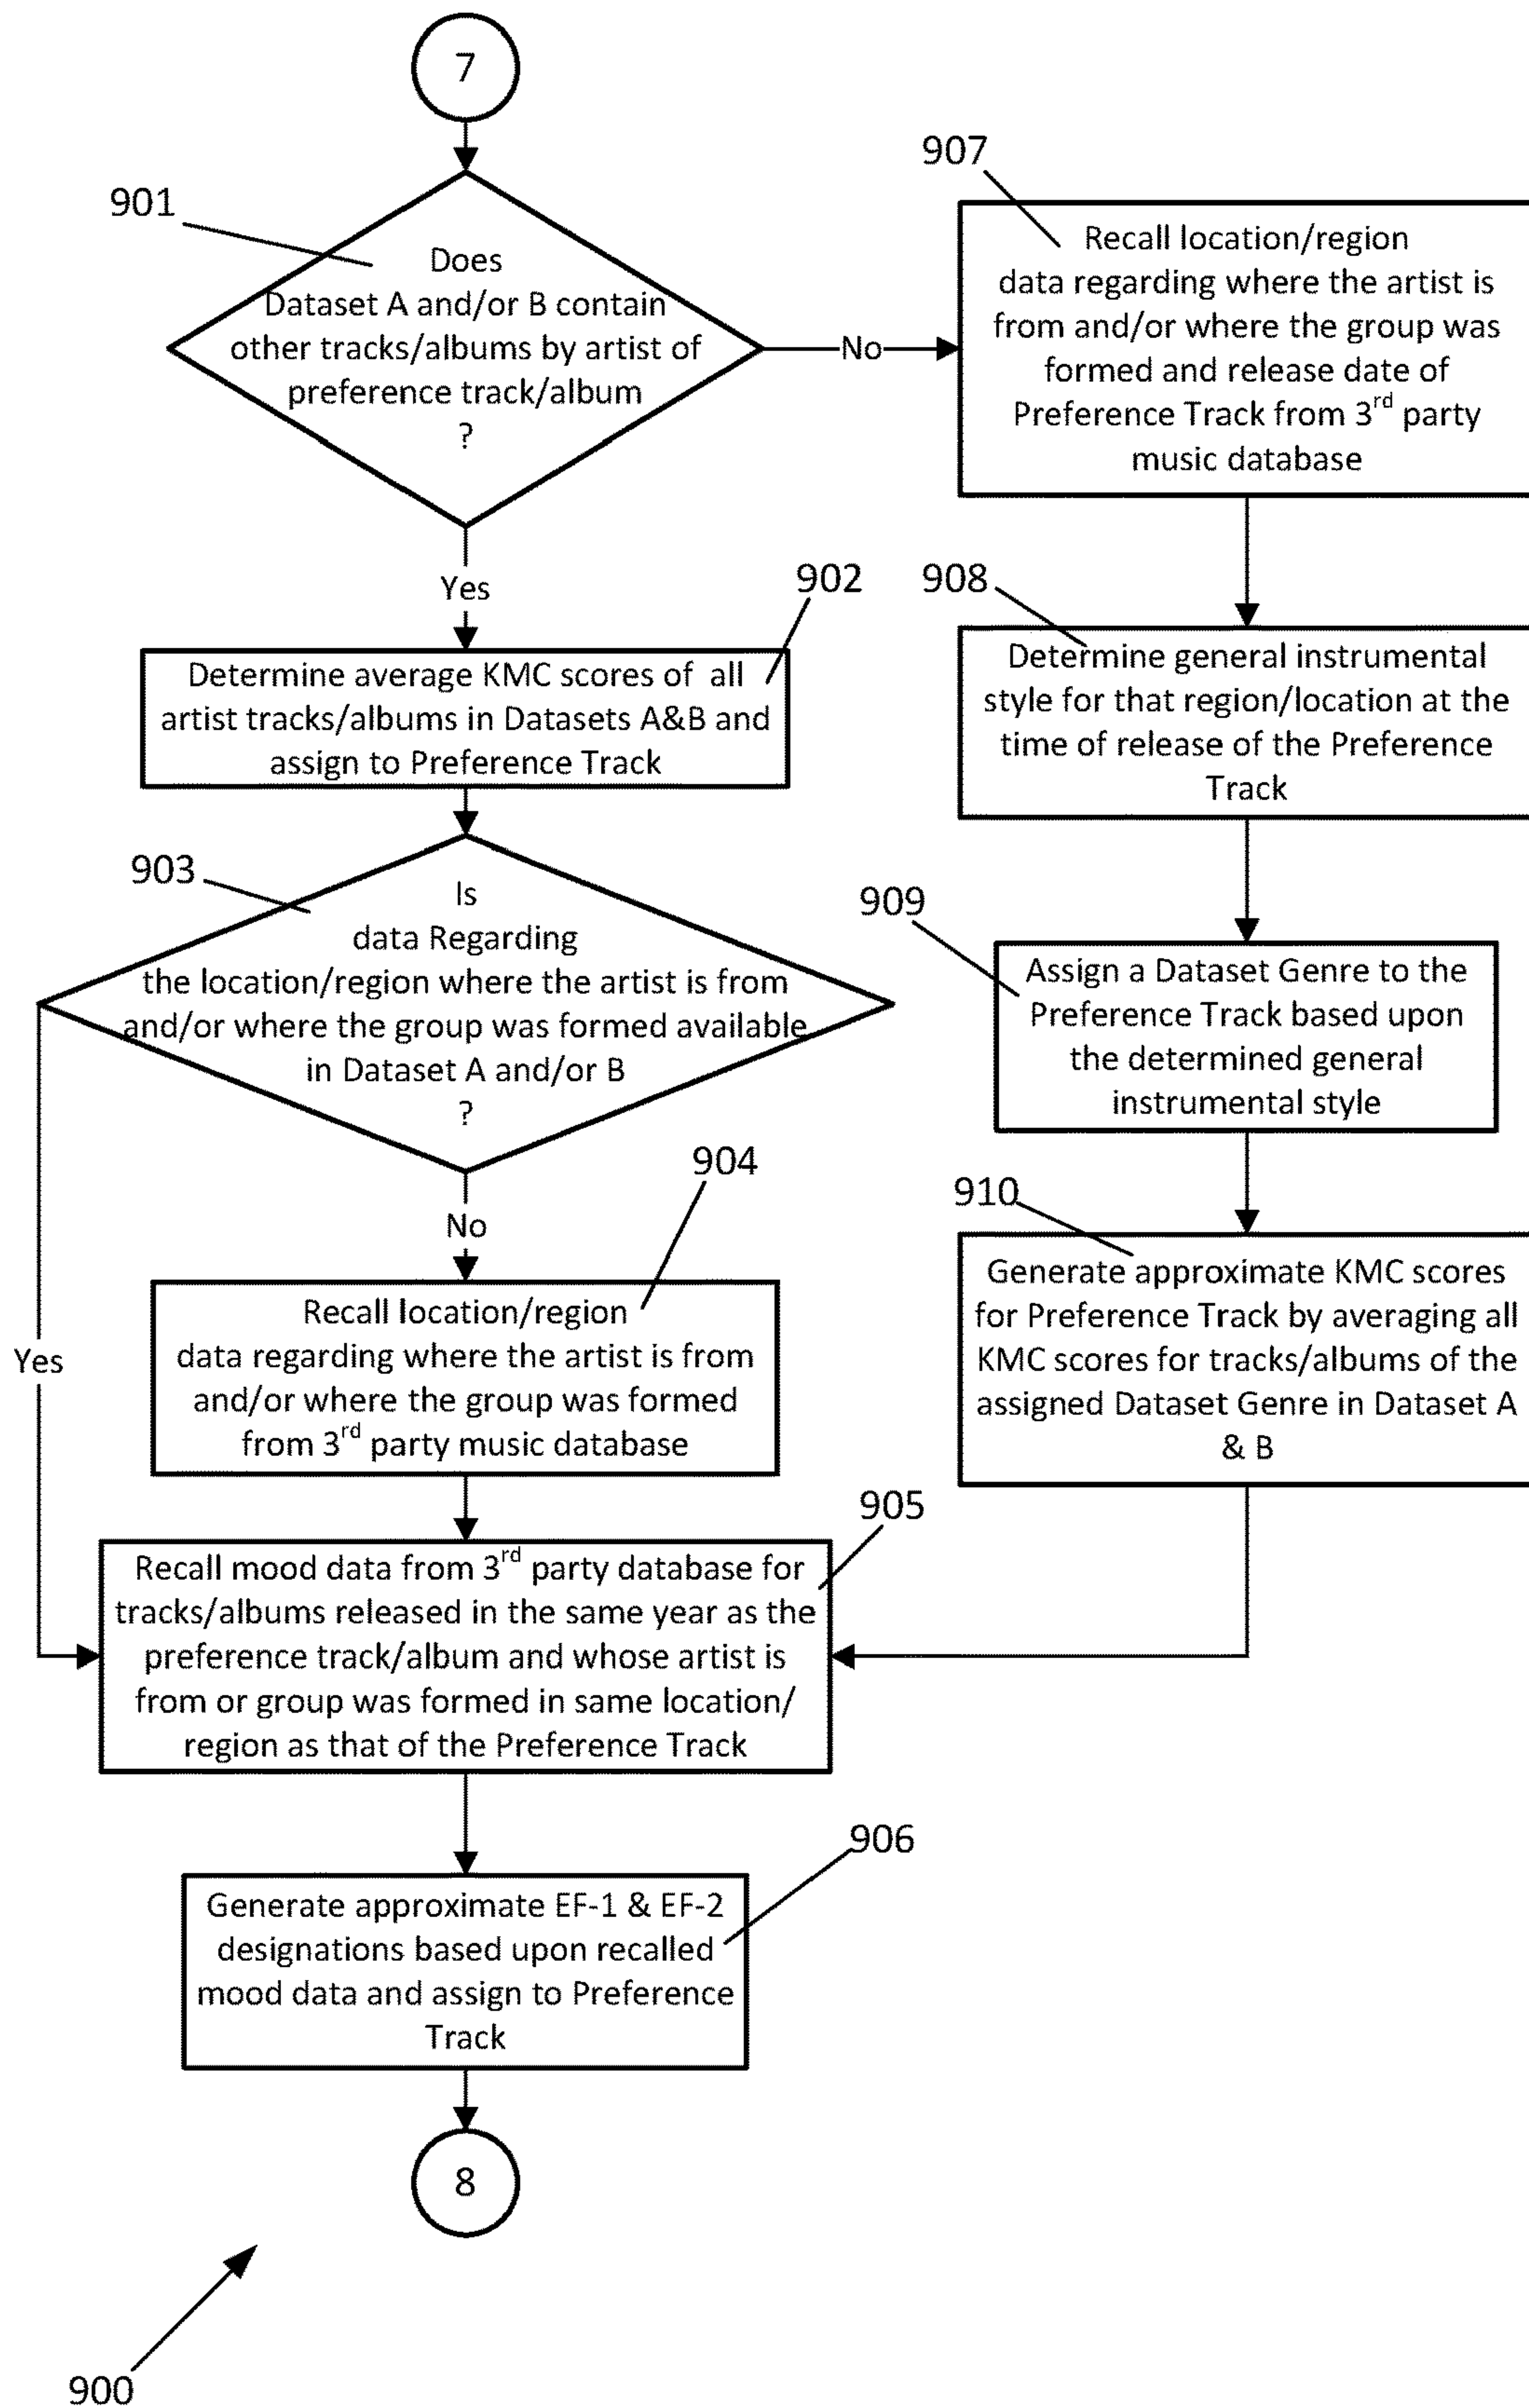 7
901
Does
Dataset A and/or B contain
other tracks/albums by artist of
preference track/album
?
No
Yes
907
Recall location/region
data regarding where the artist is
from and/or where the group was
formed and release date of
Preference Track from 3rd party
music database
902
Determine average KMC scores of all
artist tracks/albums in Datasets A&B and
assign to Preference Track
908
Determine general instrumental
style for that region/location at the
time of release of the Preference
Track
903
Is
data Regarding
the location/region where the artist is from
and/or where the group was formed available
in Dataset A and/or B
?
No
Yes
909
Assign a Dataset Genre to the
Preference Track based upon
the determined general
instrumental style
904
Recall location/region
data regarding where the artist is from
and/or where the group was formed
from 3rd party music database
910
Generate approximate KMC scores
for Preference Track by averaging all
KMC scores for tracks/albums of the
assigned Dataset Genre in Dataset A
& B
905
Recall mood data from 3rd party database for
tracks/albums released in the same year as the
preference track/album and whose artist is
from or group was formed in same location/
region as that of the Preference Track
906
Generate approximate EF-1 & EF-2
designations based upon recalled
mood data and assign to Preference
Track
8
900